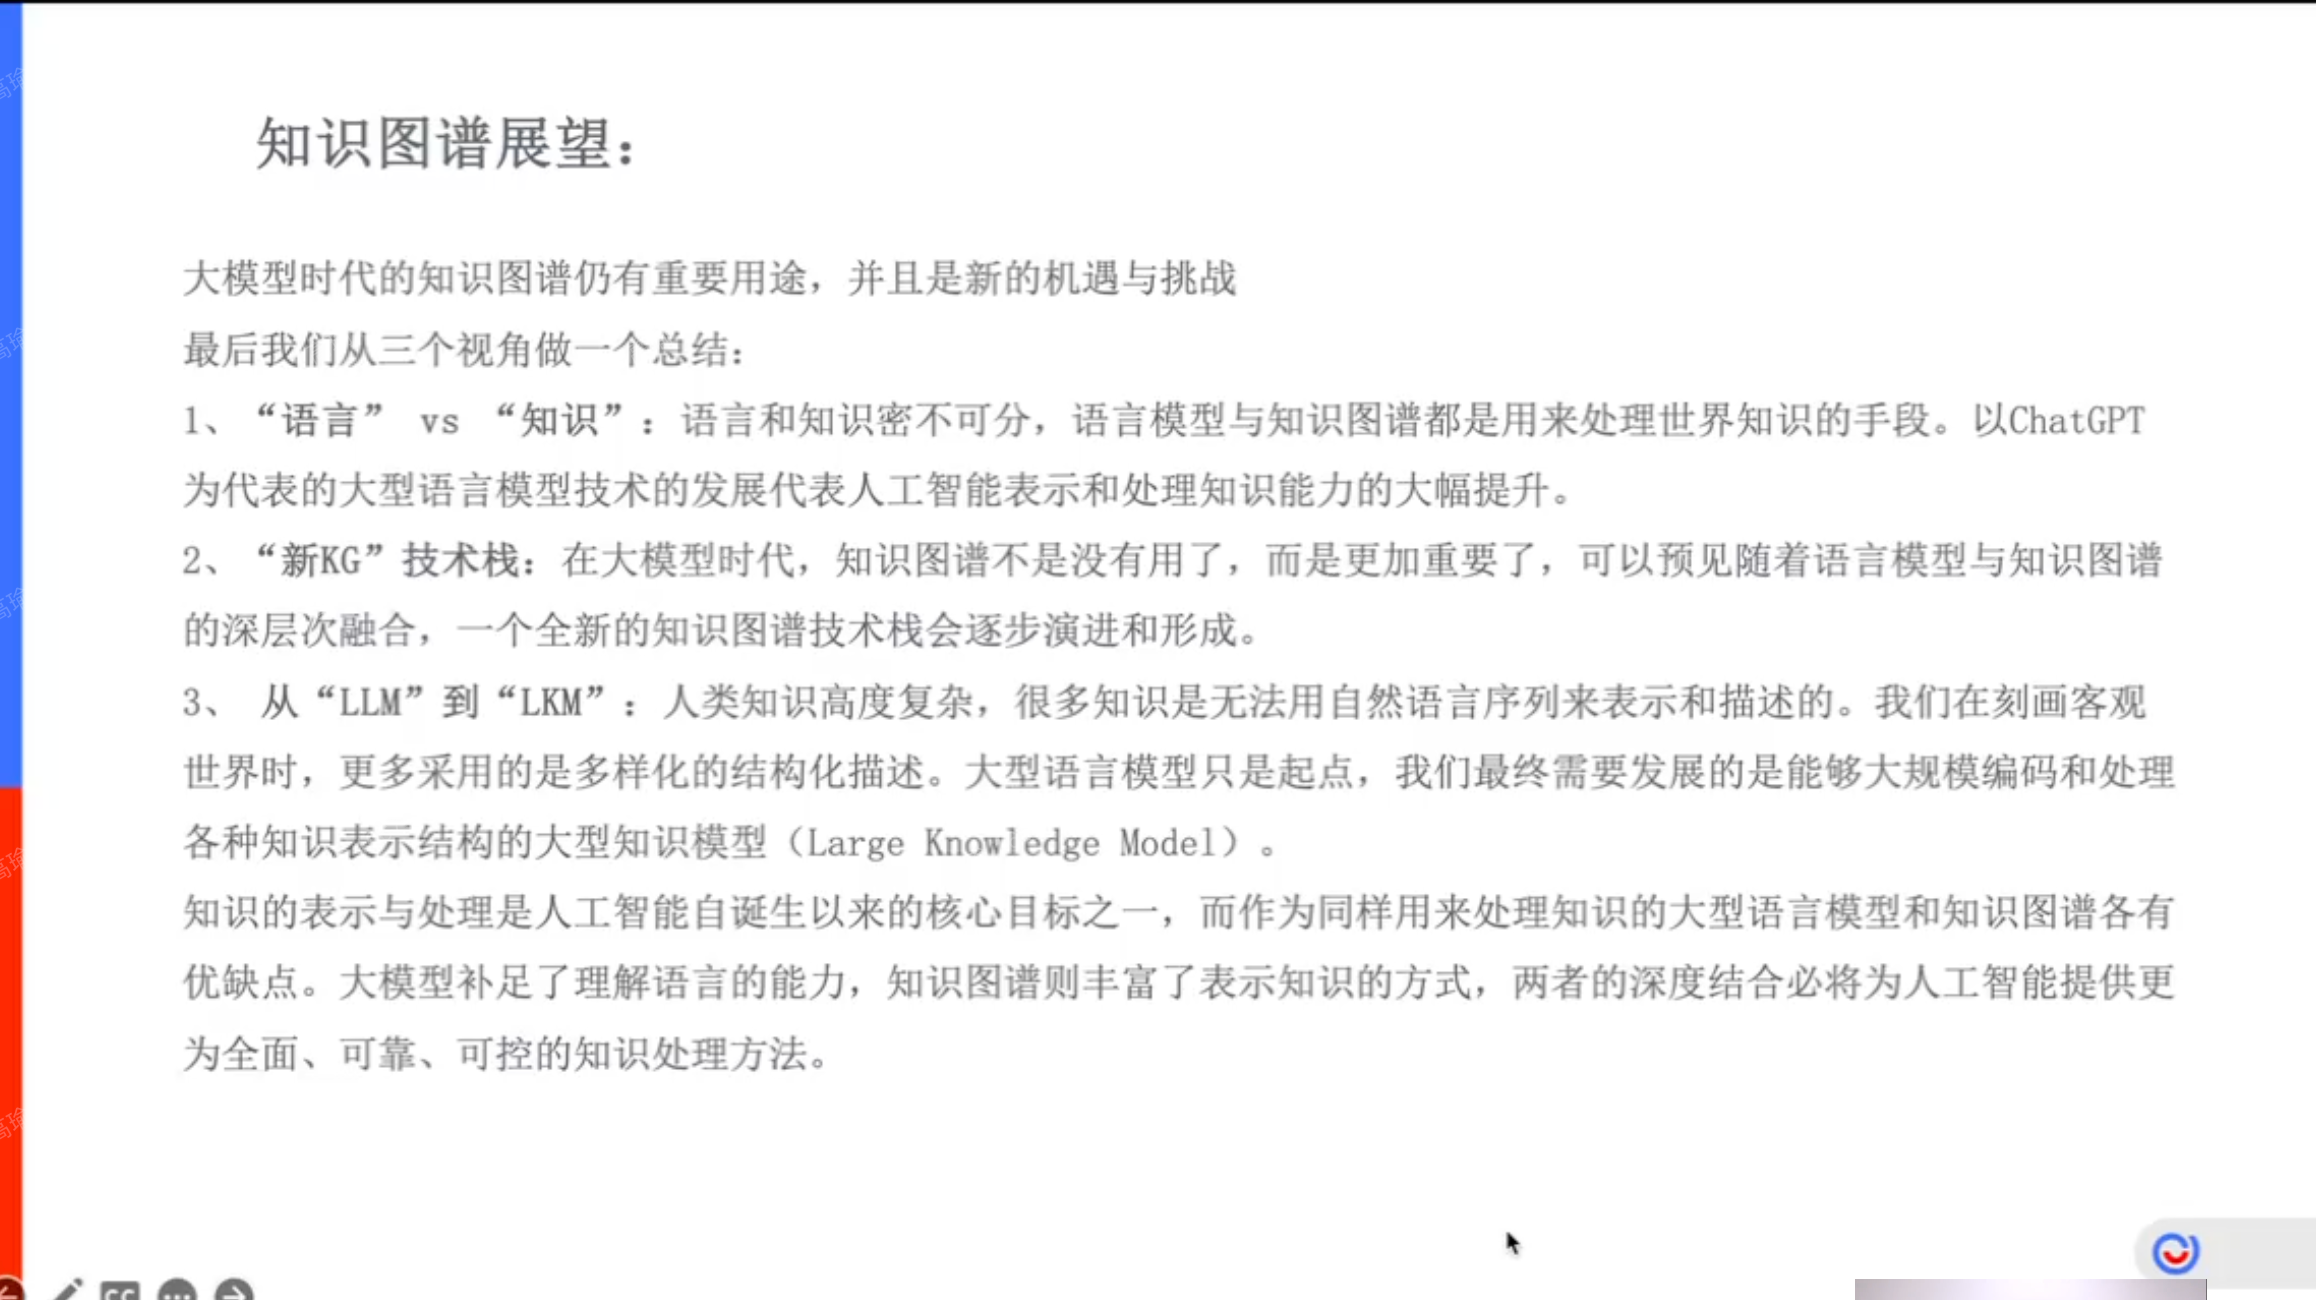 知识图谱展望：
大模型时代的知识图谱仍有重要用途，并且是新的机遇与挑战
最后我们从三个视角做一个总结：
1、“语言” vs “知识”：语言和知识密不可分，语言模型与知识图谱都是用来处理世界知识的手段。以ChatGPT
为代表的大型语言模型技术的发展代表人工智能表示和处理知识能力的大幅提升。
2、“新KG”技术栈：在大模型时代，知识图谱不是没有用了，而是更加重要了，可以预见随着语言模型与知识图谱
的深层次融合，一个全新的知识图谱技术栈会逐步演进和形成。
3、 从“LLM”到“LKM”：人类知识高度复杂，很多知识是无法用自然语言序列来表示和描述的。我们在刻画客观
世界时，更多采用的是多样化的结构化描述。大型语言模型只是起点，我们最终需要发展的是能够大规模编码和处理
各种知识表示结构的大型知识模型（Large Knowledge Model）。
知识的表示与处理是人工智能自诞生以来的核心目标之一，而作为同样用来处理知识的大型语言模型和知识图谱各有
优缺点。大模型补足了理解语言的能力，知识图谱则丰富了表示知识的方式，两者的深度结合必将为人工智能提供更
为全面、可靠、可控的知识处理方法。